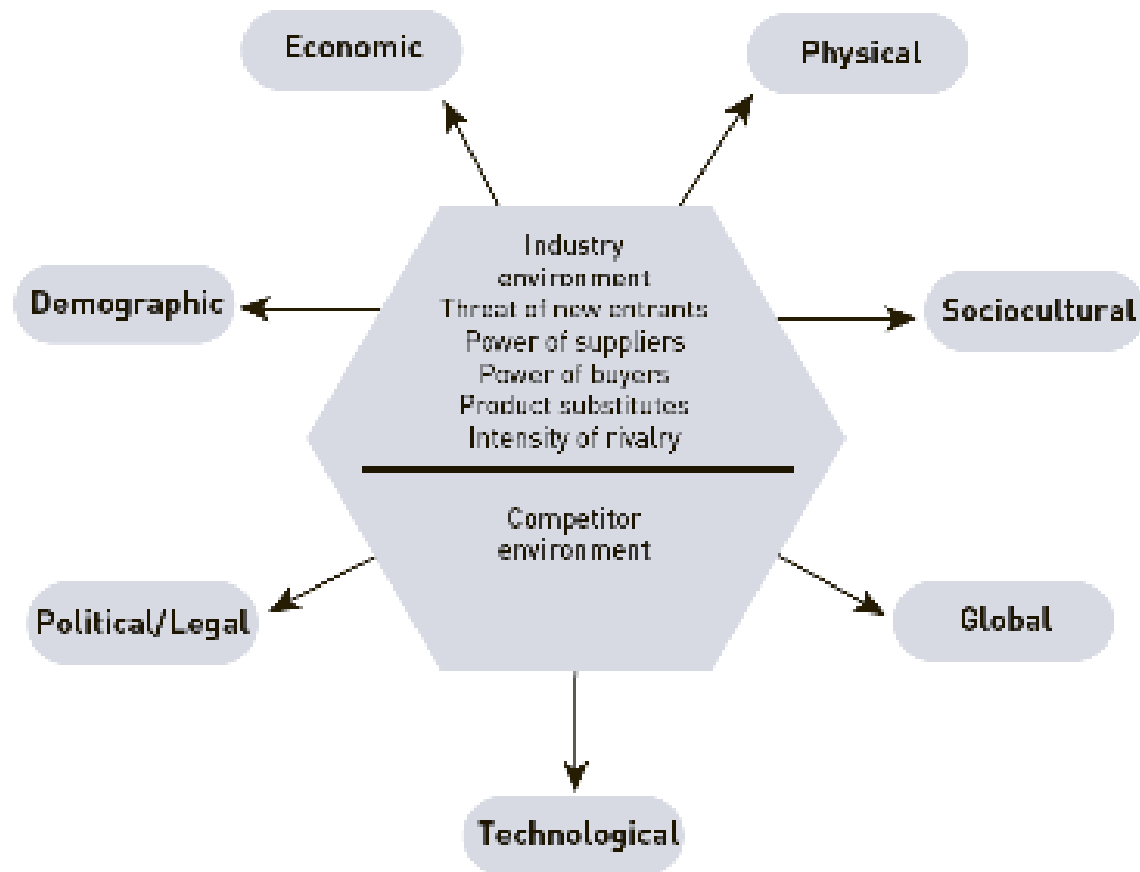 Economic
Physical
Demographic
Industry
environment
Threat of new entrants
Power of suppliers
Power of buyers
Product substitutes
Intensity of rivalry
Sociocultural
Competitor
environment
Political/Legal
Global
Technological